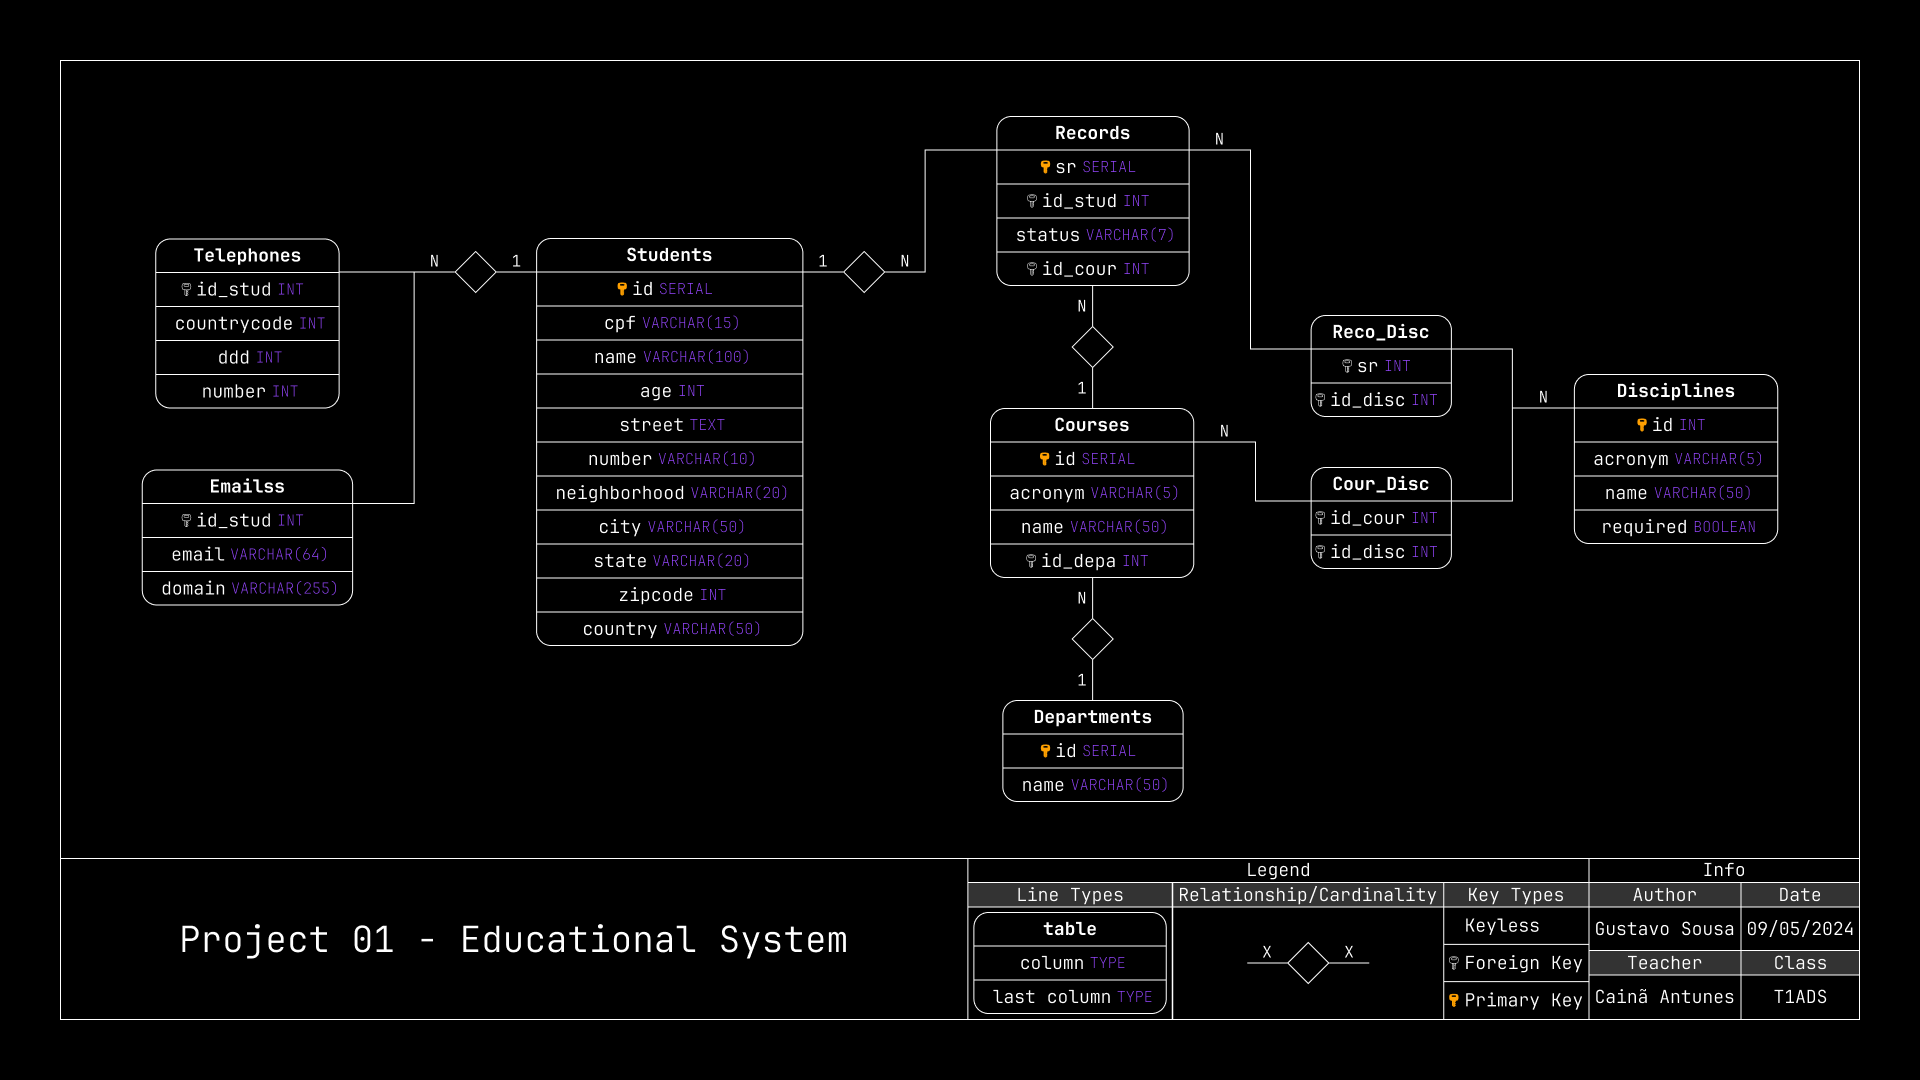 Telephones
id_stud INT
countrycode INT
ddd INT
number INT
Emailss
id_stud INT
email VARCHAR(64)
domain VARCHAR(255)
N
1
Students
id SERIAL
cpf VARCHAR(15)
name VARCHAR(100)
age INT
street TEXT
number VARCHAR(10)
neighborhood VARCHAR(20)
city VARCHAR(50)
state VARCHAR(20)
zipcode INT
country VARCHAR(50)
1
N
Records
sr SERIAL
id_stud INT
status VARCHAR(7)
id_cour INT
N
1
Courses
id SERIAL
acronym VARCHAR(5)
name VARCHAR(50)
id_depa INT
N
1
Departments
id SERIAL
name VARCHAR(50)
N
N
Reco_Disc
sr INT
id_disc INT
Cour_Disc
id_cour INT
id_disc INT
N
Disciplines
id INT
acronym VARCHAR(5)
name VARCHAR(50)
required BOOLEAN
Project 01 - Educational System
Legend
Line Types
table
column TYPE
last column TYPE
Relationship/Cardinality
X
X
Key Types
Keyless
Foreign Key
Primary Key
Info
Author
Date
Gustavo Sousa
09/05/2024
Teacher
Class
Cainã Antunes
T1ADS